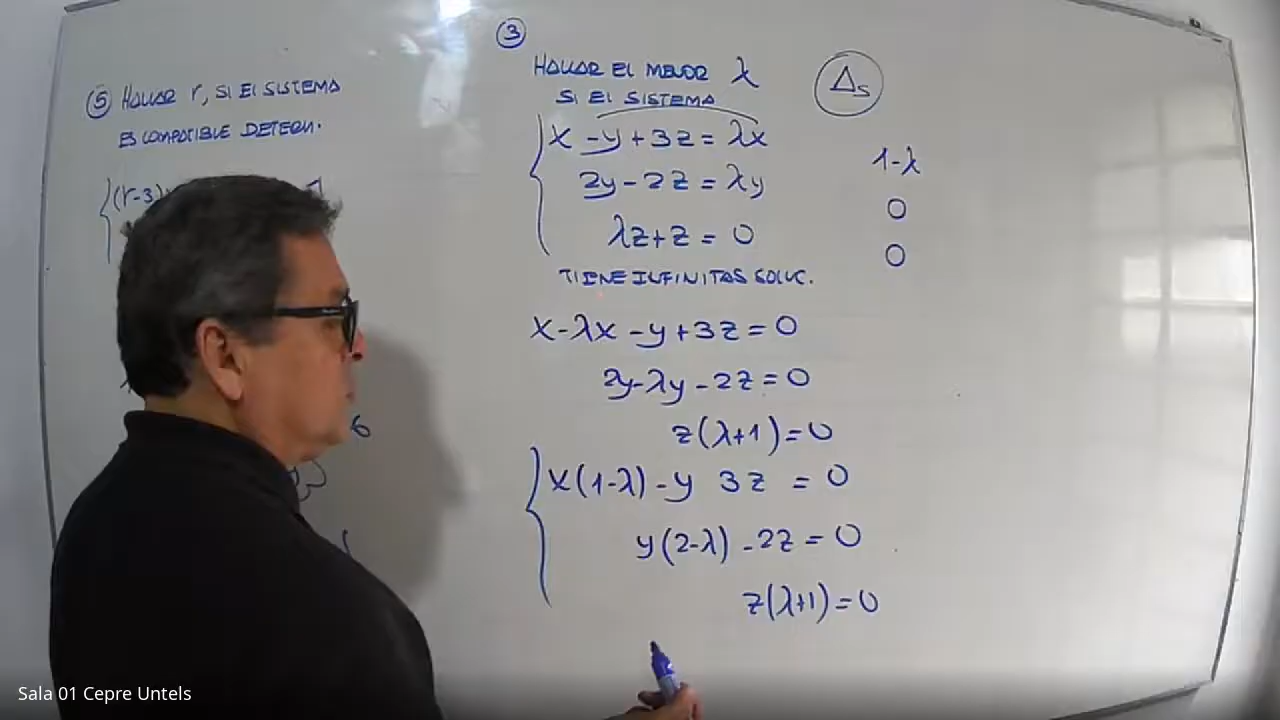 ⑤ HALLAR r, SI EL SISTEMA
ES COMPATIBLE DETERM.
(r-3)
6
③
HALLAR EL MENOR λ
SI EL SISTEMA
x - y + 3z = λx
2y - 2z = λy
λz + z = 0
TIENE INFINITAS SOLUC.
x - λx - y + 3z = 0
2y - λy - 2z = 0
z(λ+1) = 0
x(1-λ) - y 3z = 0
y(2-λ) - 2z = 0
z(λ+1) = 0
Δs
1-λ
0
0
Sala 01 Cepre Untels